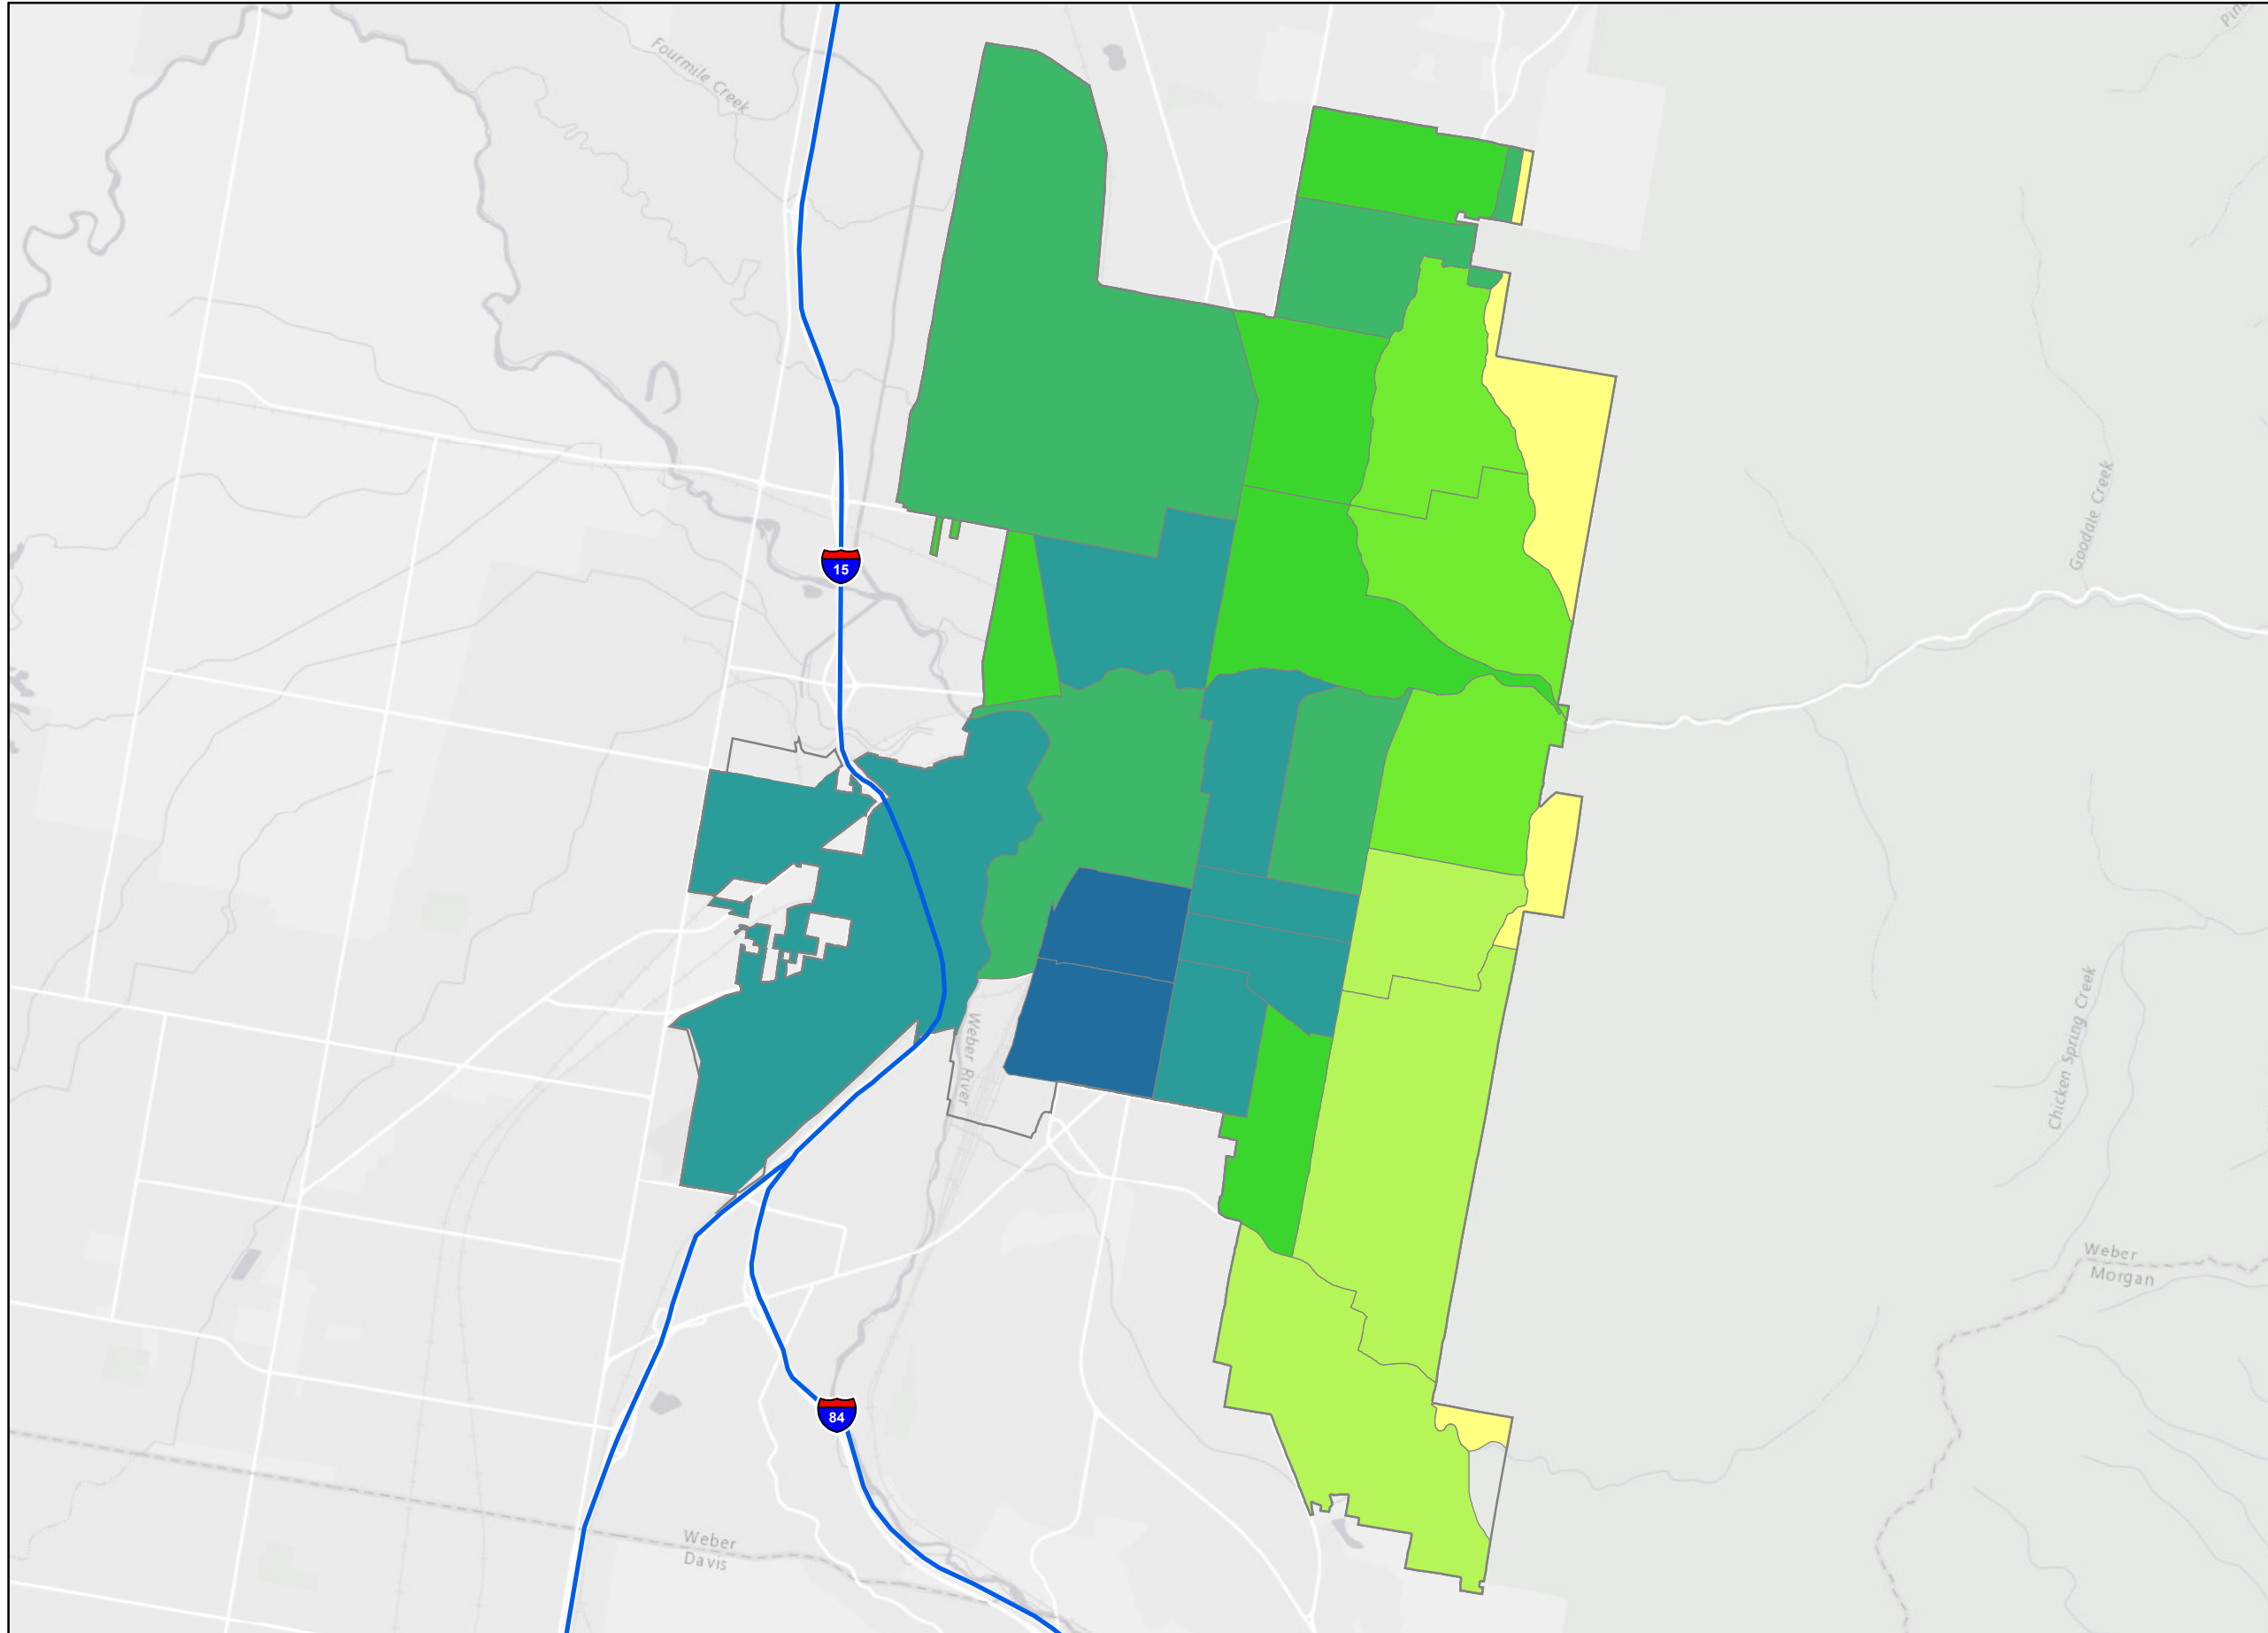 Fourmile Creek
15
Goodale Creek
Weber River
Chicken Spring Creek
Weber
Morgan
84
Weber
Davis